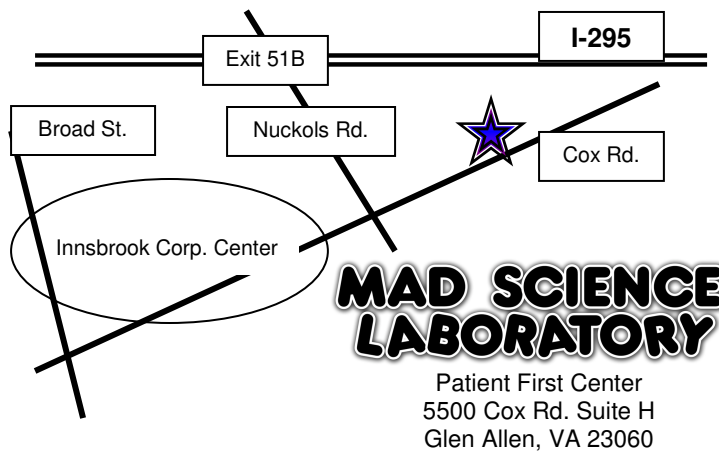 I-295
Exit 51B
Broad St.
Nuckols Rd.
Cox Rd.
Innsbrook Corp. Center
MAD SCIENCE
LABORATORY
Patient First Center
5500 Cox Rd. Suite H
Glen Allen, VA 23060